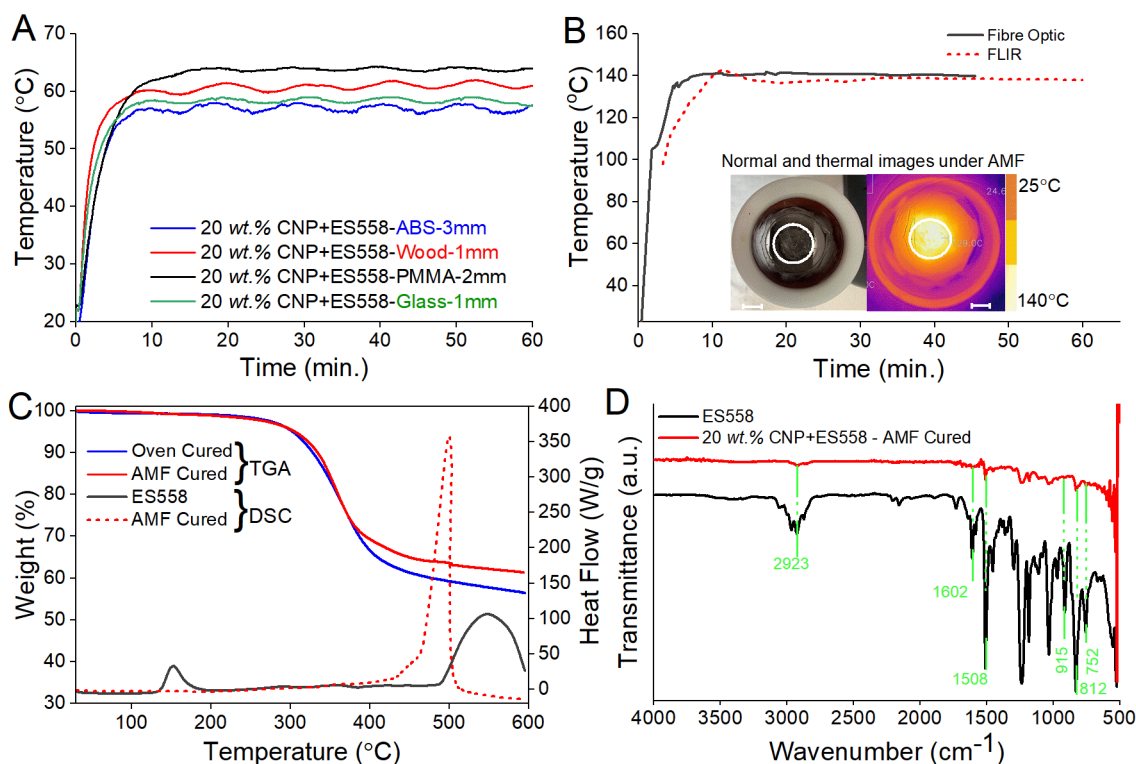 A
Temperature (°C)
70
60
50
40
30
20
20 wt.% CNP+ES558-ABS-3mm
20 wt.% CNP+ES558-Wood-1mm
20 wt.% CNP+ES558-PMMA-2mm
20 wt.% CNP+ES558-Glass-1mm
0 10 20 30 40 50 60
Time (min.)
B
Temperature (°C)
160
140
120
100
80
60
40
Fibre Optic
FLIR
Normal and thermal images under AMF
24.6
25°C
140°C
0 10 20 30 40 50 60
Time (min.)
C
Weight (%)
100
90
80
70
60
50
40
30
Oven Cured
AMF Cured
} TGA
ES558
AMF Cured
} DSC
400
350
300
250
200
150
100
50
0
Heat Flow (W/g)
100 200 300 400 500 600
Temperature (°C)
D
Transmittance (a.u.)
ES558
20 wt.% CNP+ES558 - AMF Cured
2923
1602
1508
915
812
752
4000 3500 3000 2500 2000 1500 1000 500
Wavenumber (cm-1)